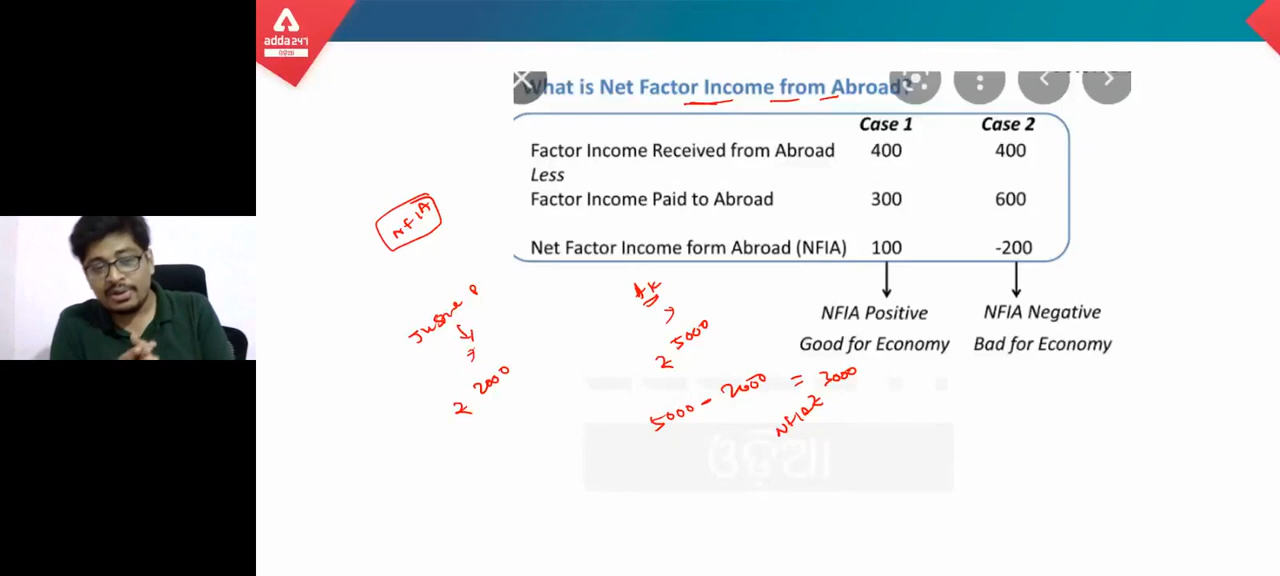 adda247
ଓଡ଼ିଆ
What is Net Factor Income from Abroad?
Case 1 Case 2
Factor Income Received from Abroad 400 400
Less
Factor Income Paid to Abroad 300 600
Net Factor Income form Abroad (NFIA) 100 -200
NFIA Positive NFIA Negative
Good for Economy Bad for Economy
NFIA
AK
5000
2000
5000 - 2000 = 3000
NFIA
ଓଡ଼ିଆ